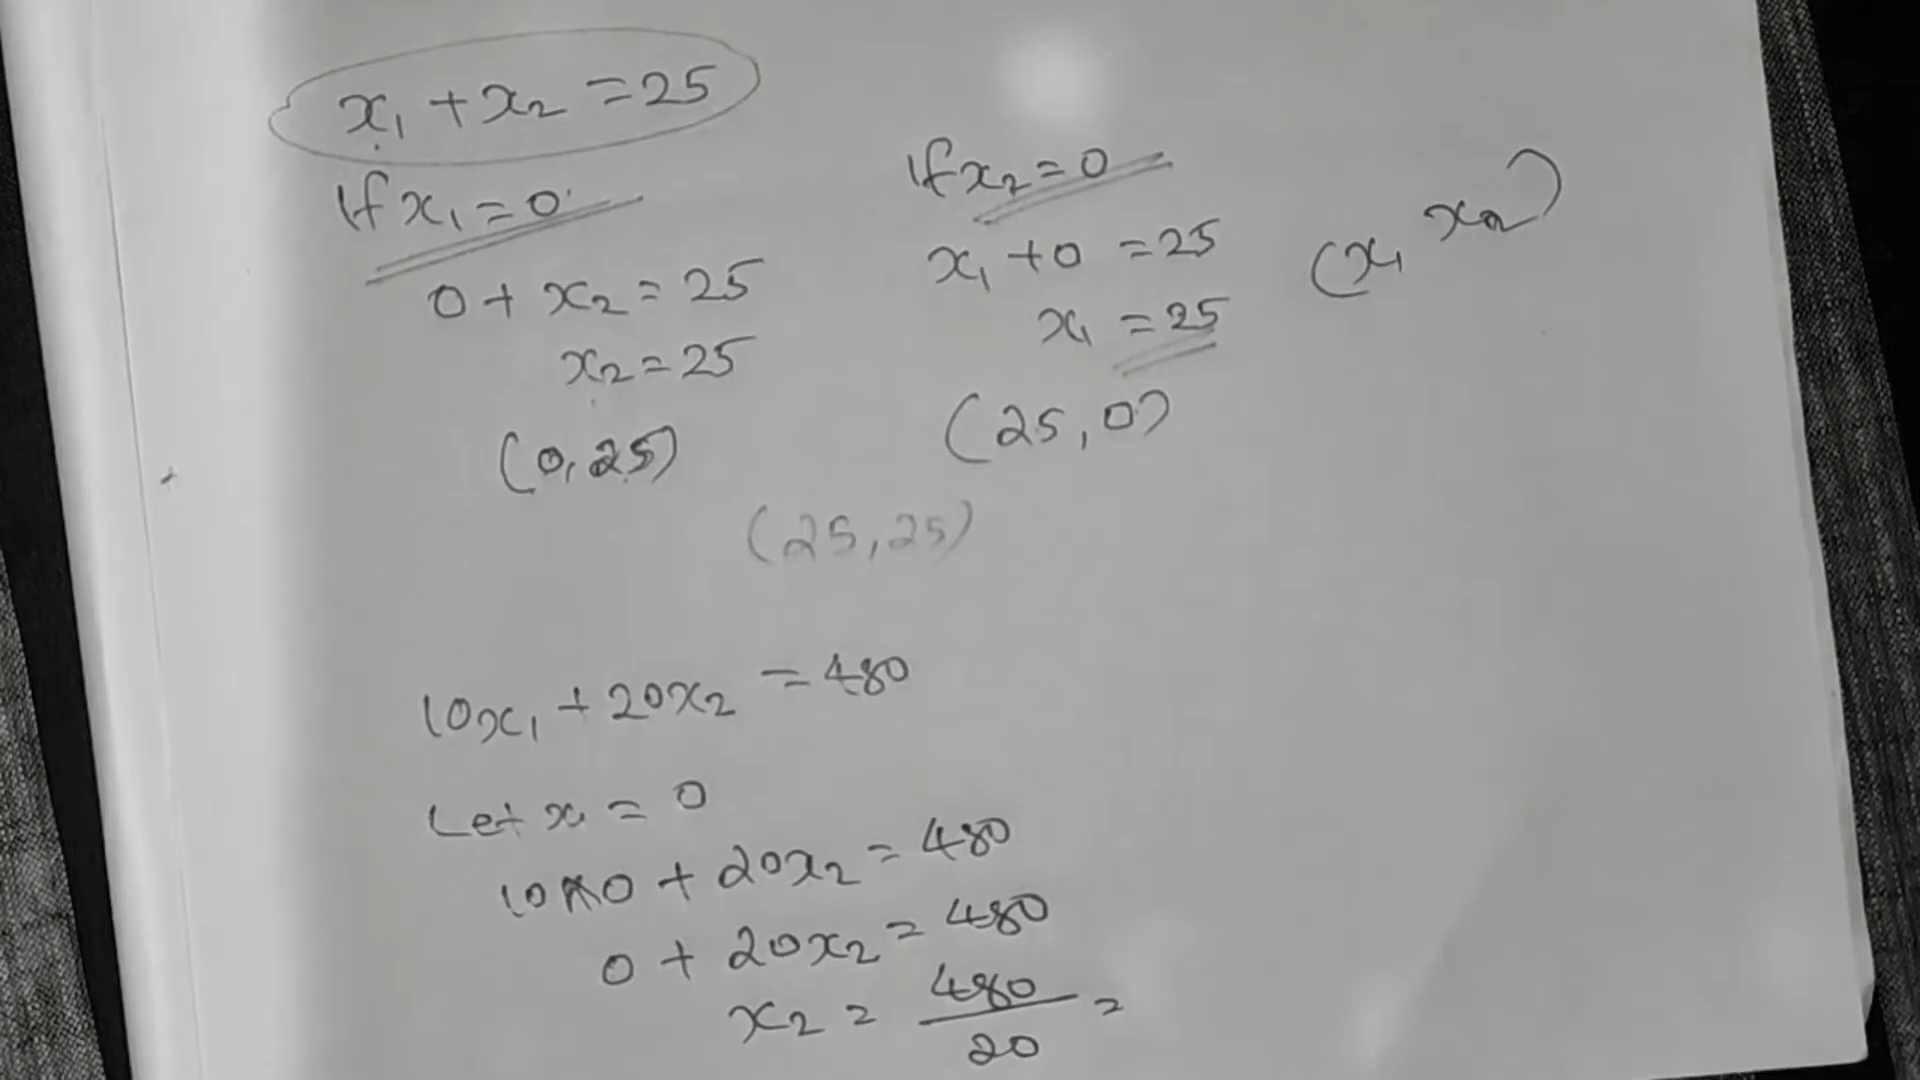 x₁ + x₂ = 25
If x₁ = 0
0 + x₂ = 25
x₂ = 25
(0, 25)
If x₂ = 0
x₁ + 0 = 25
x₁ = 25
(25, 0)
(x₁ x₂)
(25, 25)
10x₁ + 20x₂ = 480
Let x₁ = 0
10×0 + 20x₂ = 480
0 + 20x₂ = 480
x₂ = 480/20 =